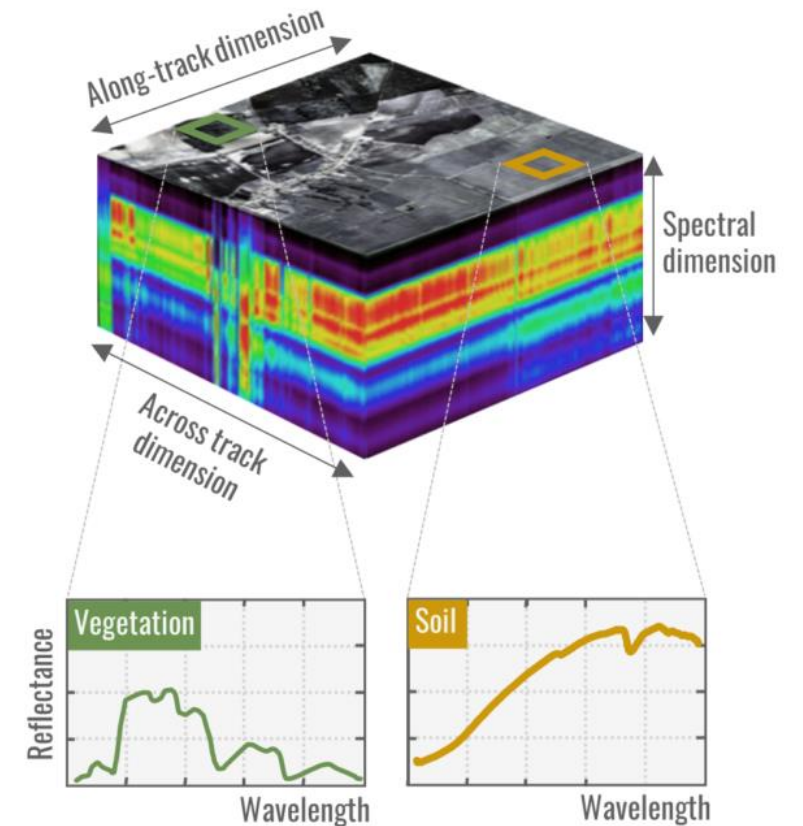 Along-track dimension
Spectral
dimension
Across track
dimension
Vegetation
Soil
Reflectance
Wavelength
Wavelength